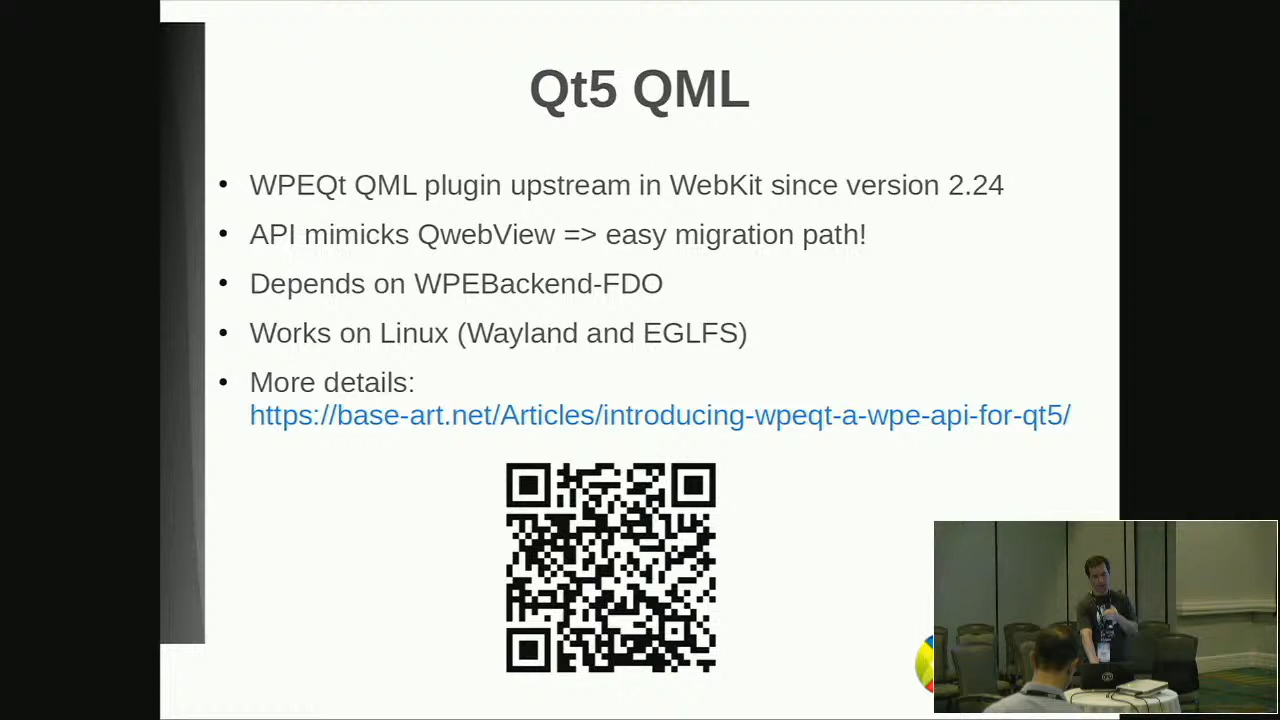 Qt5 QML
• WPEQt QML plugin upstream in WebKit since version 2.24
• API mimicks QwebView => easy migration path!
• Depends on WPEBackend-FDO
• Works on Linux (Wayland and EGLFS)
• More details:
https://base-art.net/Articles/introducing-wpeqt-a-wpe-api-for-qt5/